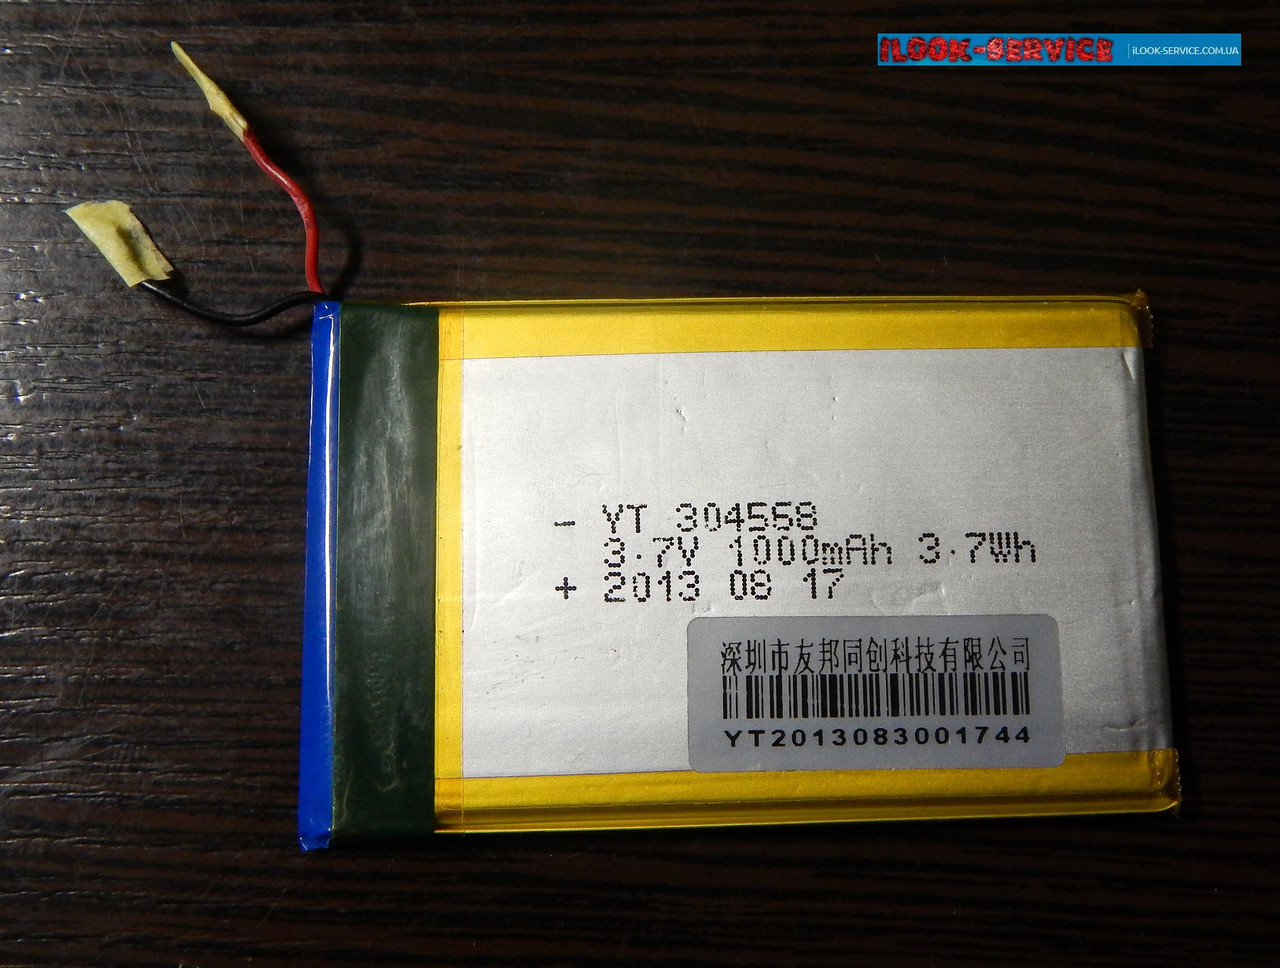 iLOOK-SERVICE
iLOOK-SERVICE.COM.UA
- YT 304558
3.7V 1000mAh 3.7Wh
+ 2013 08 17
深圳市友邦同创科技有限公司
YT2013083001744